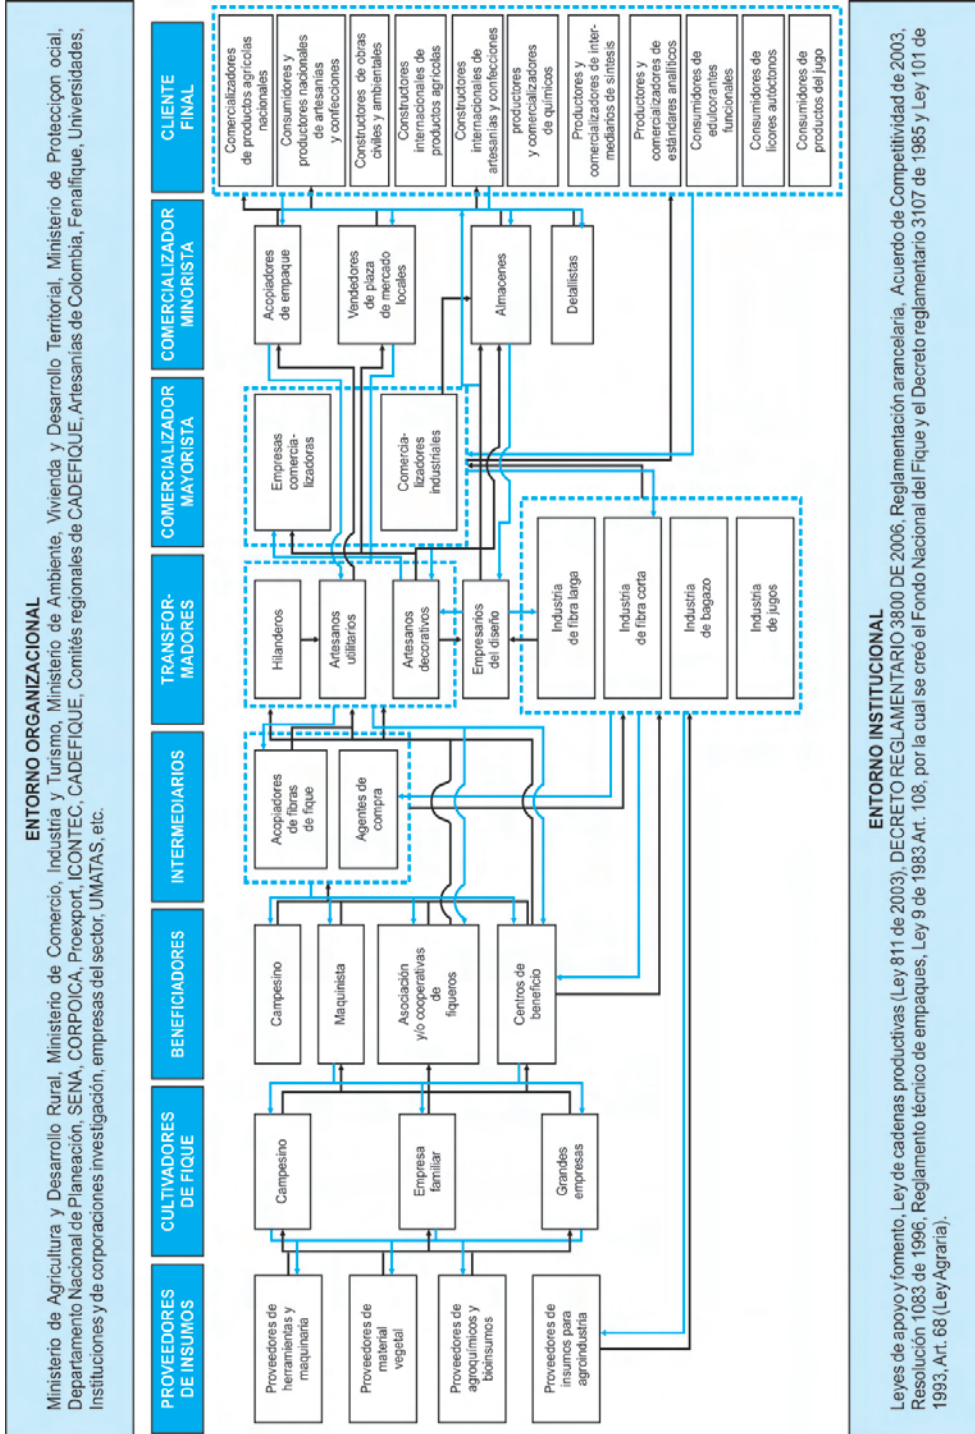 ENTORNO ORGANIZACIONAL
Ministerio de Agricultura y Desarrollo Rural, Ministerio de Comercio, Industria y Turismo, Ministerio de Ambiente, Vivienda y Desarrollo Territorial, Ministerio de Protecciçon ocial,
Departamento Nacional de Planeación, SENA, CORPOICA, Proexport, ICONTEC, CADEFIQUE, Comités regionales de CADEFIQUE, Artesanías de Colombia, Fenalfique, Universidades,
Instituciones y de corporaciones investigación, empresas del sector, UMATAS, etc.
PROVEEDORES
DE INSUMOS
CULTIVADORES
DE FIQUE
BENEFICIADORES
INTERMEDIARIOS
TRANSFOR-
MADORES
COMERCIALIZADOR
MAYORISTA
COMERCIALIZADOR
MINORISTA
CLIENTE
FINAL
Proveedores de
herramientas y
maquinaria
Proveedores de
material
vegetal
Proveedores de
agroquímicos y
bioinsumos
Proveedores de
insumos para
agroindustria
Campesino
Empresa
familiar
Grandes
empresas
Campesino
Maquinista
Asociación
y/o cooperativas
de
fiqueros
Centros de
beneficio
Acopiadores
de fibras
de fique
Agentes de
compra
Hilanderos
Artesanos
utilitarios
Artesanos
decorativos
Empresarios
del diseño
Industria
de fibra larga
Industria
de fibra corta
Industria
de bagazo
Industria
de jugos
Empresas
comercia-
lizadoras
Comercia-
lizadores
industriales
Acopiadores
de empaque
Vendedores
de plaza
de mercado
locales
Almacenes
Detallistas
Comercializadores
de productos agrícolas
nacionales
Consumidores y
productores nacionales
de artesanías
y confecciones
Constructores de obras
civiles y ambientales
Constructores
internacionales de
productos agrícolas
Constructores
internacionales de
artesanías y confecciones
productores
y comercializadores
de químicos
Productores y
comercializadores de inter-
mediarios de síntesis
Productores y
comercializadores de
estándares analíticos
Consumidores de
edulcorantes
funcionales
Consumidores de
licores autóctonos
Consumidores de
productos del jugo
ENTORNO INSTITUCIONAL
Leyes de apoyo y fomento, Ley de cadenas productivas (Ley 811 de 2003), DECRETO REGLAMENTARIO 3800 DE 2006, Reglamentación arancelaria, Acuerdo de Competitividad de 2003,
Resolución 1083 de 1996, Reglamento técnico de empaques, Ley 9 de 1983 Art. 108, por la cual se creó el Fondo Nacional del Fique y el Decreto reglamentario 3107 de 1985 y Ley 101 de
1993, Art. 68 (Ley Agraria).